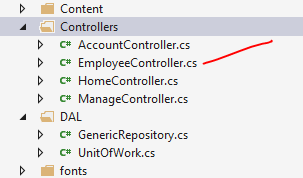 Content
Controllers
C# AccountController.cs
C# EmployeeController.cs
C# HomeController.cs
C# ManageController.cs
DAL
C# GenericRepository.cs
C# UnitOfWork.cs
fonts